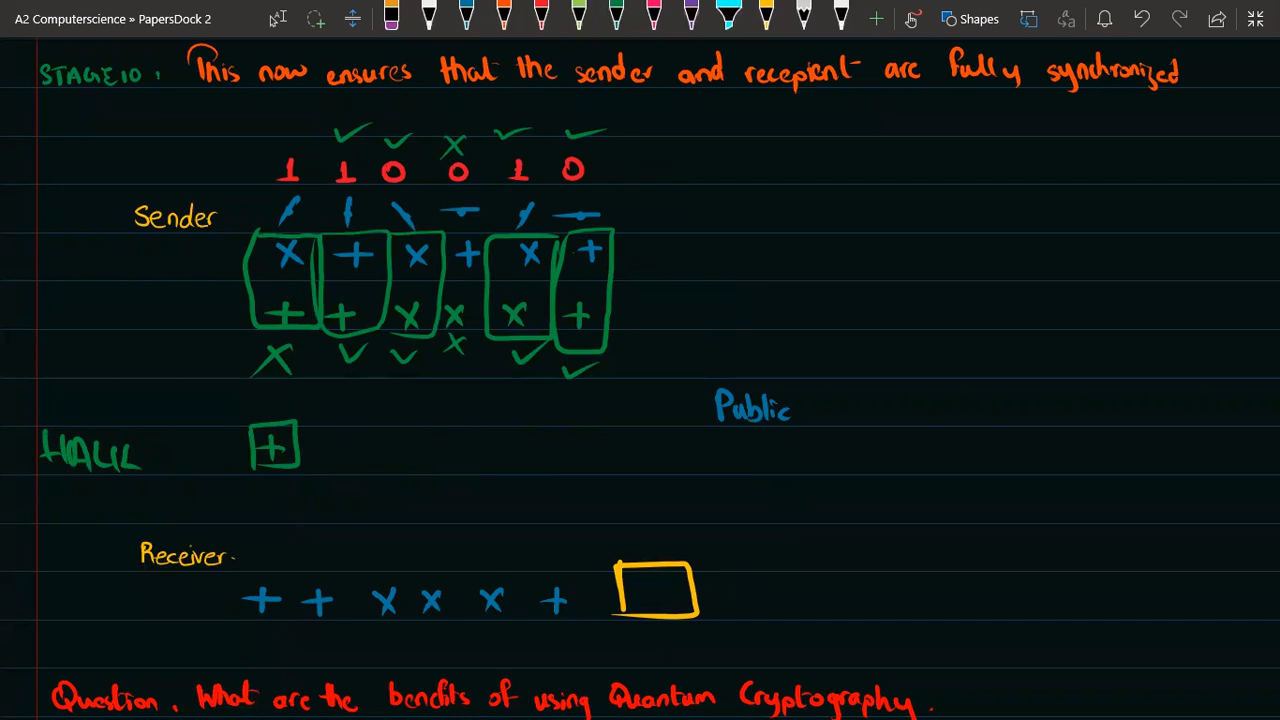 A2 Computerscience » PapersDock 2
Shapes
STAGE 10 : This now ensures that the sender and recepient are fully synchronized
✓ ✓ x ✓ ✓
1 1 0 0 1 0
Sender
x + x + x +
+ + x x x +
x ✓ ✓ x ✓ ✓
Public
+
Receiver.
+ + x x x +
Question. What are the benefits of using Quantum Cryptography.